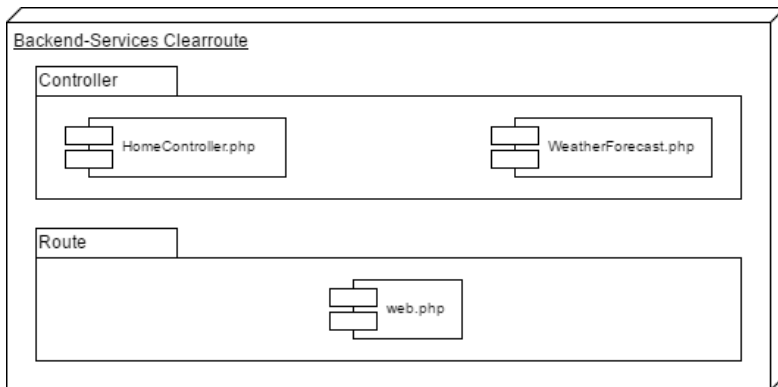 Backend-Services Clearroute
Controller
HomeController.php
WeatherForecast.php
Route
web.php